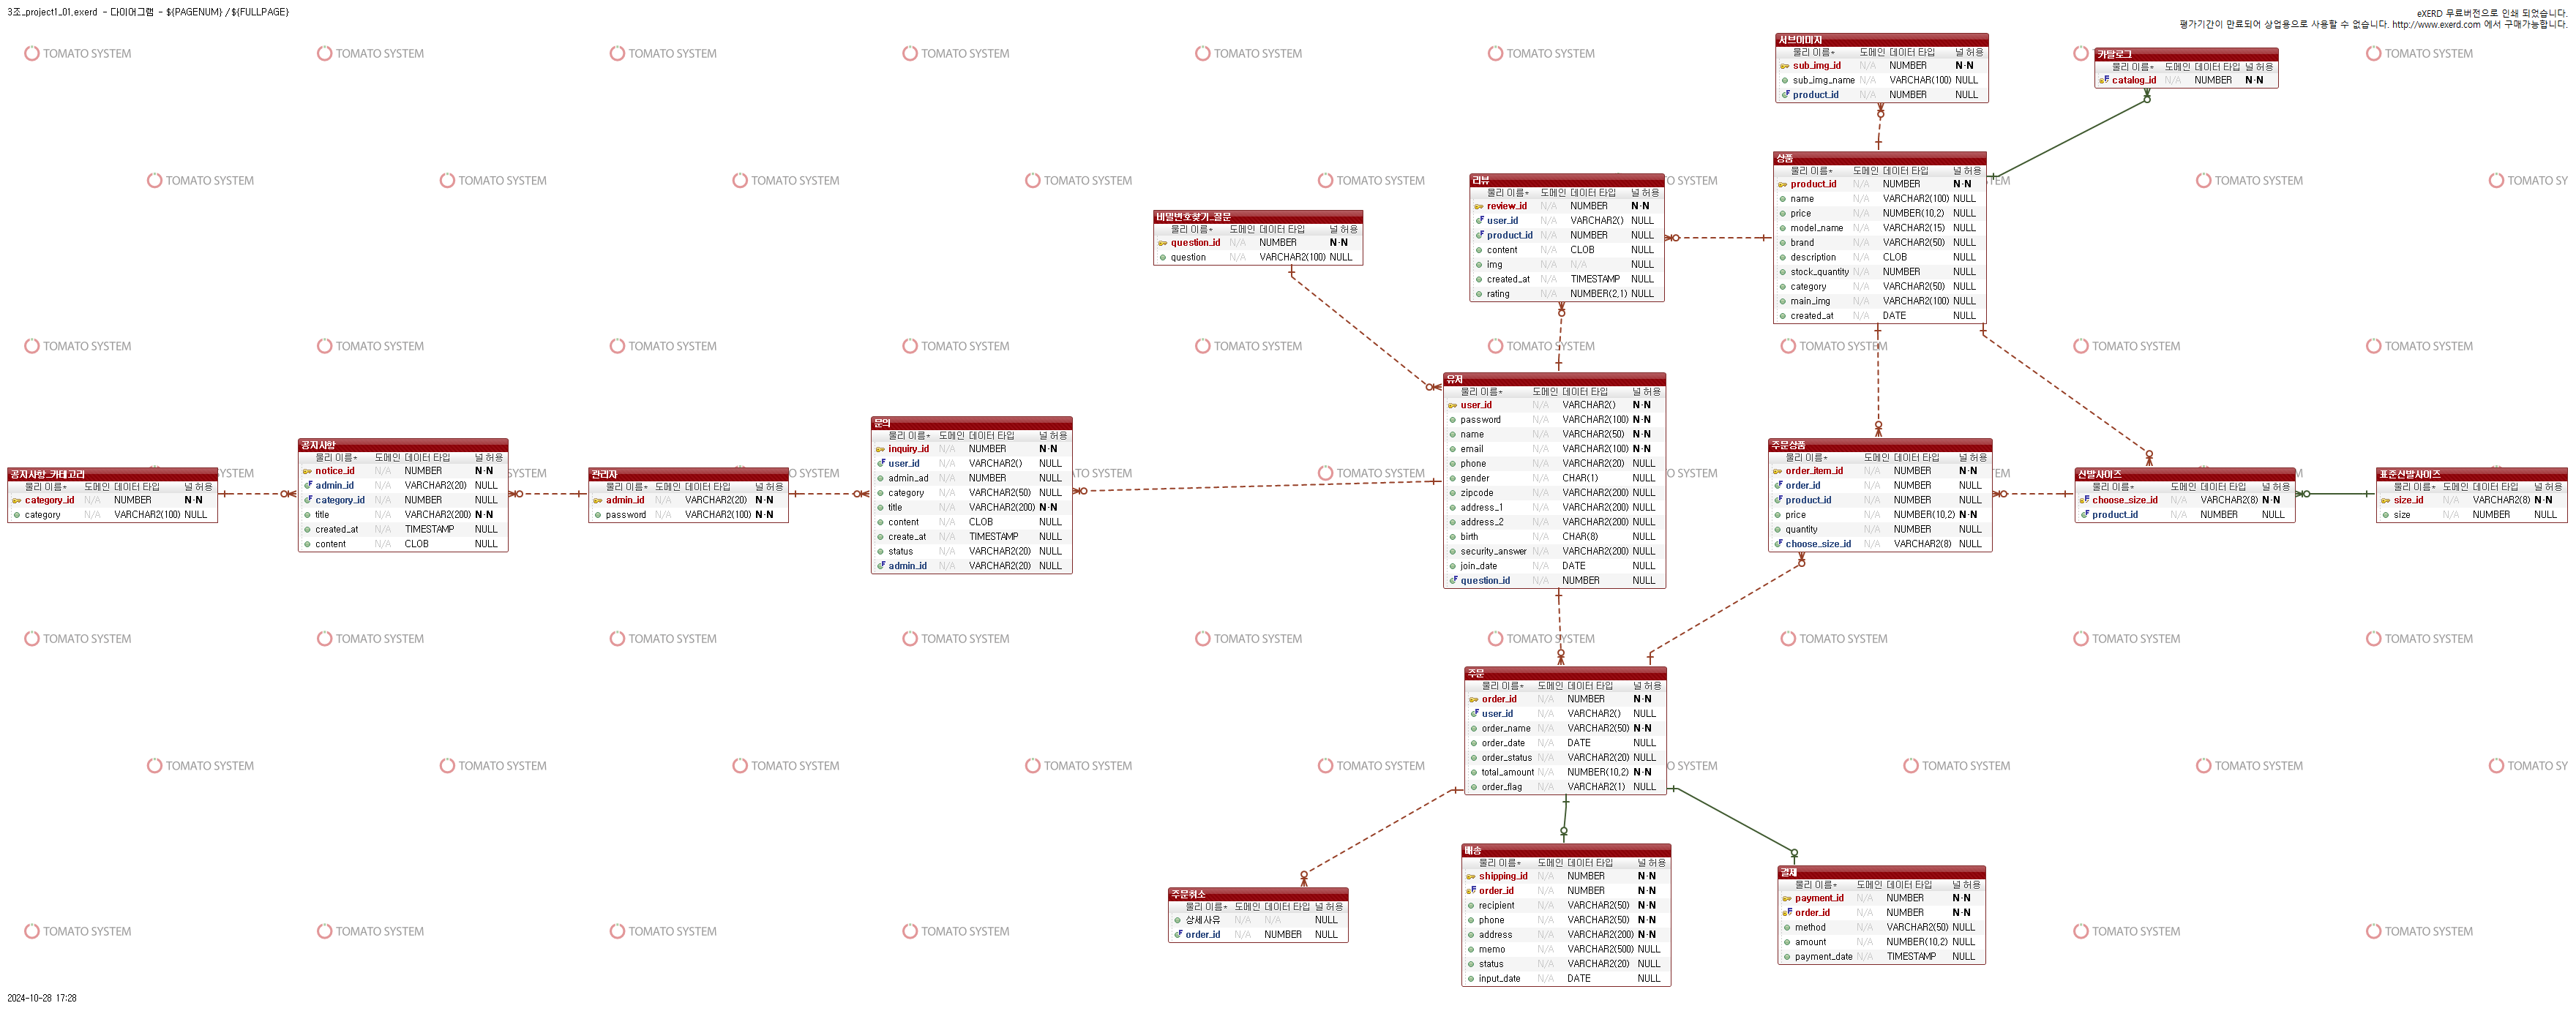 3조_project1_01.exerd - 다이어그램 - ${PAGENUM} / ${FULLPAGE}
eXERD 무료버전으로 인쇄 되었습니다.
평가기간이 만료되어 상업용으로 사용할 수 없습니다. http://www.exerd.com 에서 구매가능합니다.
TOMATO SYSTEM
서브이미지
물리 이름* 도메인 데이터 타입 널 허용
sub_img_id N/A NUMBER N-N
sub_img_name N/A VARCHAR(100) NULL
product_id N/A NUMBER NULL
카탈로그
물리 이름* 도메인 데이터 타입 널 허용
catalog_id N/A NUMBER N-N
상품
물리 이름* 도메인 데이터 타입 널 허용
product_id N/A NUMBER N-N
name N/A VARCHAR2(100) NULL
price N/A NUMBER(10,2) NULL
model_name N/A VARCHAR2(15) NULL
brand N/A VARCHAR2(50) NULL
description N/A CLOB NULL
stock_quantity N/A NUMBER NULL
category N/A VARCHAR2(50) NULL
main_img N/A VARCHAR2(100) NULL
created_at N/A DATE NULL
리뷰
물리 이름* 도메인 데이터 타입 널 허용
review_id N/A NUMBER N-N
user_id N/A VARCHAR2() NULL
product_id N/A NUMBER NULL
content N/A CLOB NULL
img N/A N/A NULL
created_at N/A TIMESTAMP NULL
rating N/A NUMBER(2,1) NULL
비밀번호찾기_질문
물리 이름* 도메인 데이터 타입 널 허용
question_id N/A NUMBER N-N
question N/A VARCHAR2(100) NULL
유저
물리 이름* 도메인 데이터 타입 널 허용
user_id N/A VARCHAR2() N-N
password N/A VARCHAR2(100) N-N
name N/A VARCHAR2(50) N-N
email N/A VARCHAR2(100) N-N
phone N/A VARCHAR2(20) NULL
gender N/A CHAR(1) NULL
zipcode N/A VARCHAR2(200) NULL
address_1 N/A VARCHAR2(200) NULL
address_2 N/A VARCHAR2(200) NULL
birth N/A CHAR(8) NULL
security_answer N/A VARCHAR2(200) NULL
join_date N/A DATE NULL
question_id N/A NUMBER NULL
공지사항_카테고리
물리 이름* 도메인 데이터 타입 널 허용
category_id N/A NUMBER N-N
category N/A VARCHAR2(100) NULL
공지사항
물리 이름* 도메인 데이터 타입 널 허용
notice_id N/A NUMBER N-N
admin_id N/A VARCHAR2(20) NULL
category_id N/A NUMBER NULL
title N/A VARCHAR2(200) N-N
created_at N/A TIMESTAMP NULL
content N/A CLOB NULL
관리자
물리 이름* 도메인 데이터 타입 널 허용
admin_id N/A VARCHAR2(20) N-N
password N/A VARCHAR2(100) N-N
문의
물리 이름* 도메인 데이터 타입 널 허용
inquiry_id N/A NUMBER N-N
user_id N/A VARCHAR2() NULL
admin_ad N/A NUMBER NULL
category N/A VARCHAR2(50) NULL
title N/A VARCHAR2(200) N-N
content N/A CLOB NULL
create_at N/A TIMESTAMP NULL
status N/A VARCHAR2(20) NULL
admin_id N/A VARCHAR2(20) NULL
주문상품
물리 이름* 도메인 데이터 타입 널 허용
order_item_id N/A NUMBER N-N
order_id N/A NUMBER NULL
product_id N/A NUMBER NULL
price N/A NUMBER(10,2) N-N
quantity N/A NUMBER NULL
choose_size_id N/A VARCHAR2(8) NULL
신발사이즈
물리 이름* 도메인 데이터 타입 널 허용
choose_size_id N/A VARCHAR2(8) N-N
product_id N/A NUMBER NULL
표준신발사이즈
물리 이름* 도메인 데이터 타입 널 허용
size_id N/A VARCHAR2(8) N-N
size N/A NUMBER NULL
주문
물리 이름* 도메인 데이터 타입 널 허용
order_id N/A NUMBER N-N
user_id N/A VARCHAR2() NULL
order_name N/A VARCHAR2(50) N-N
order_date N/A DATE NULL
order_status N/A VARCHAR2(20) NULL
total_amount N/A NUMBER(10,2) N-N
order_flag N/A VARCHAR2(1) NULL
주문취소
물리 이름* 도메인 데이터 타입 널 허용
상세사유 N/A N/A NULL
order_id N/A NUMBER NULL
배송
물리 이름* 도메인 데이터 타입 널 허용
shipping_id N/A NUMBER N-N
order_id N/A NUMBER N-N
recipient N/A VARCHAR2(50) N-N
phone N/A VARCHAR2(50) N-N
address N/A VARCHAR2(200) N-N
memo N/A VARCHAR2(500) NULL
status N/A VARCHAR2(20) NULL
input_date N/A DATE NULL
결제
물리 이름* 도메인 데이터 타입 널 허용
payment_id N/A NUMBER N-N
order_id N/A NUMBER N-N
method N/A VARCHAR2(50) NULL
amount N/A NUMBER(10,2) NULL
payment_date N/A TIMESTAMP NULL
2024-10-28 17:28